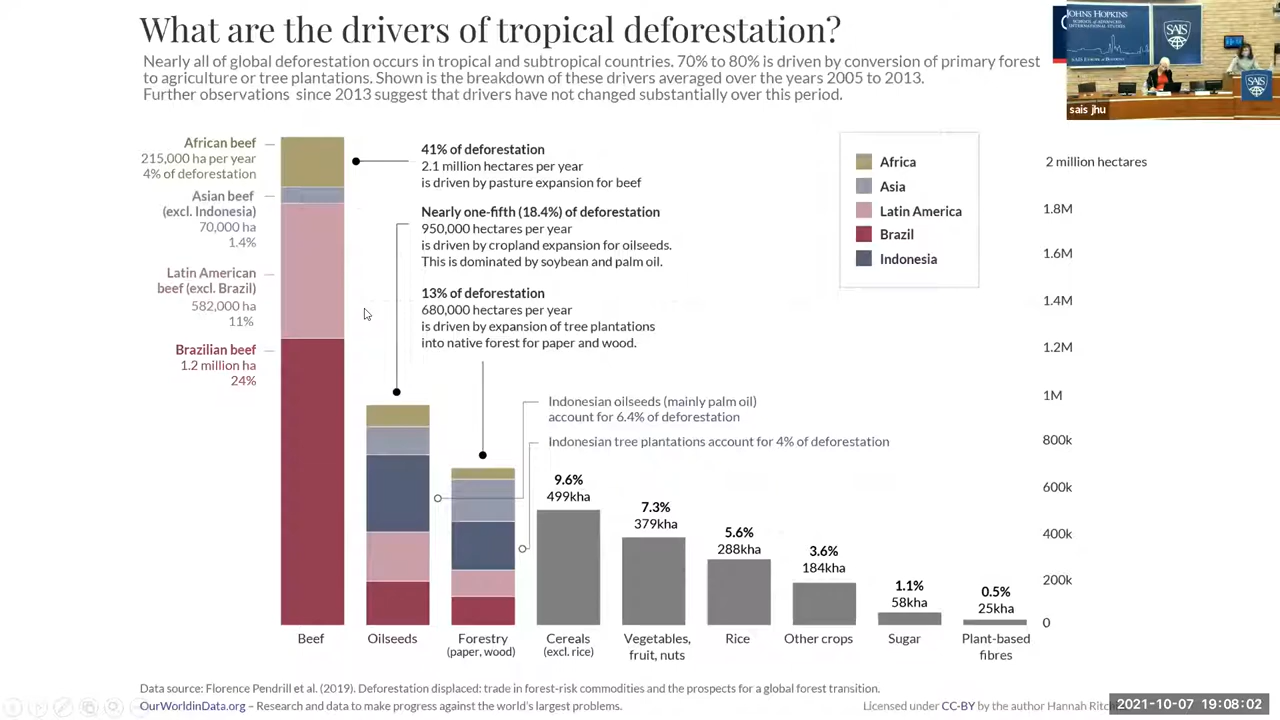 What are the drivers of tropical deforestation?
Nearly all of global deforestation occurs in tropical and subtropical countries. 70% to 80% is driven by conversion of primary forest
to agriculture or tree plantations. Shown is the breakdown of these drivers averaged over the years 2005 to 2013.
Further observations since 2013 suggest that drivers have not changed substantially over this period.
JOHNS HOPKINS
SCHOOL OF ADVANCED
INTERNATIONAL STUDIES
SAIS
SAIS
sais jhu
African beef
215,000 ha per year
4% of deforestation
Asian beef
(excl. Indonesia)
70,000 ha
1.4%
Latin American
beef (excl. Brazil)
582,000 ha
11%
Brazilian beef
1.2 million ha
24%
41% of deforestation
2.1 million hectares per year
is driven by pasture expansion for beef
Nearly one-fifth (18.4%) of deforestation
950,000 hectares per year
is driven by cropland expansion for oilseeds.
This is dominated by soybean and palm oil.
13% of deforestation
680,000 hectares per year
is driven by expansion of tree plantations
into native forest for paper and wood.
Indonesian oilseeds (mainly palm oil)
account for 6.4% of deforestation
Indonesian tree plantations account for 4% of deforestation
Africa
Asia
Latin America
Brazil
Indonesia
2 million hectares
1.8M
1.6M
1.4M
1.2M
1M
800k
600k
400k
200k
0
9.6%
499kha
7.3%
379kha
5.6%
288kha
3.6%
184kha
1.1%
58kha
0.5%
25kha
Beef
Oilseeds
Forestry
(paper, wood)
Cereals
(excl. rice)
Vegetables,
fruit, nuts
Rice
Other crops
Sugar
Plant-based
fibres
Data source: Florence Pendrill et al. (2019). Deforestation displaced: trade in forest-risk commodities and the prospects for a global forest transition.
OurWorldinData.org – Research and data to make progress against the world's largest problems.
Licensed under CC-BY by the author Hannah
2021-10-07 19:08:02